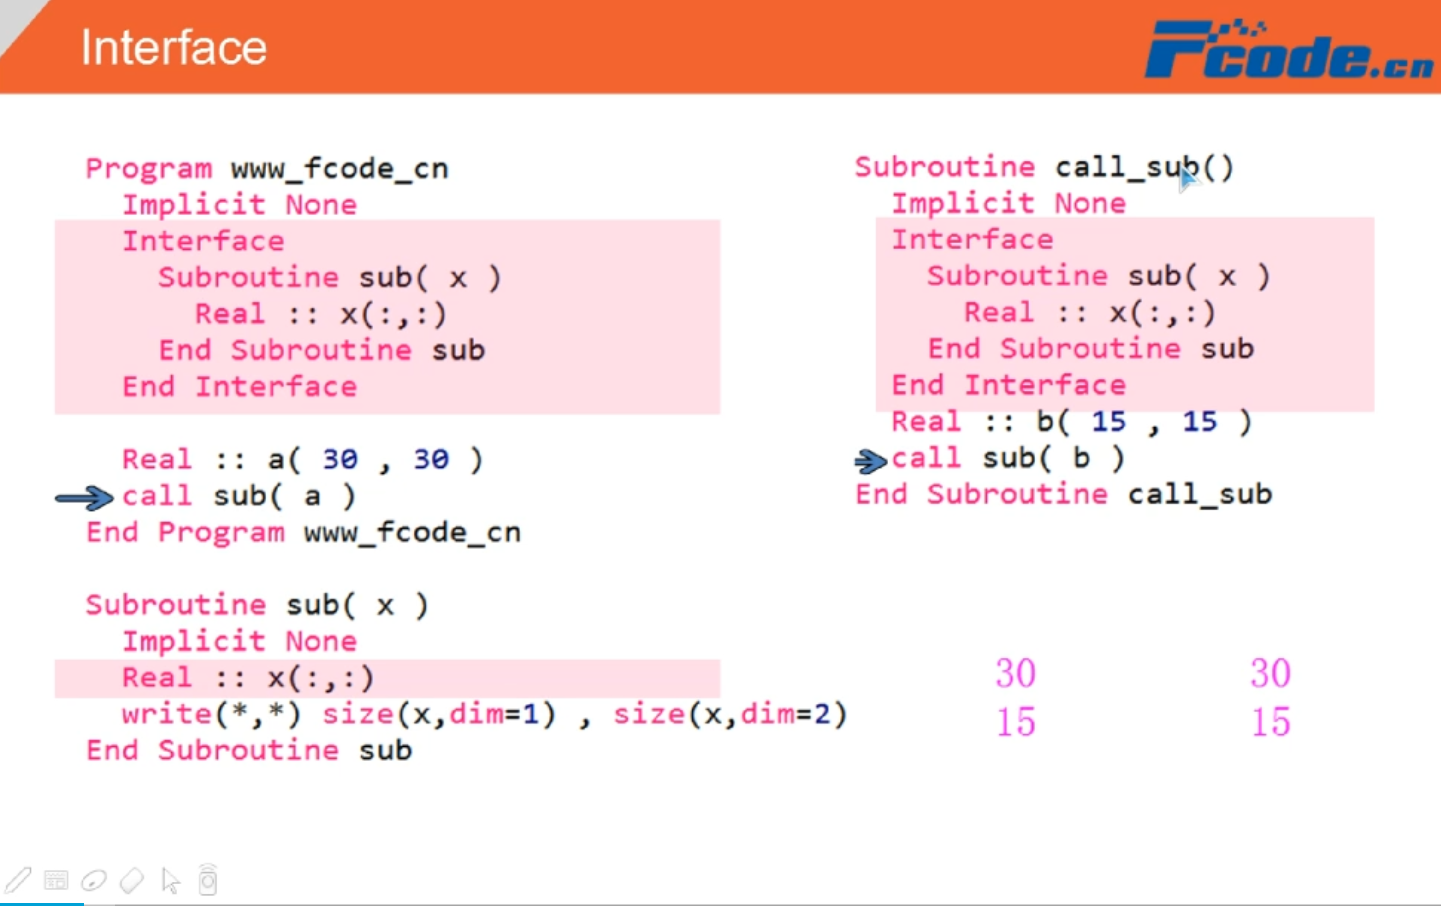 Interface
Fcode.cn
Program www_fcode_cn
Implicit None
Interface
Subroutine sub( x )
Real :: x(:,:)
End Subroutine sub
End Interface
Real :: a( 30 , 30 )
call sub( a )
End Program www_fcode_cn
Subroutine sub( x )
Implicit None
Real :: x(:,:)
write(*,*) size(x,dim=1) , size(x,dim=2)
End Subroutine sub
Subroutine call_sub()
Implicit None
Interface
Subroutine sub( x )
Real :: x(:,:)
End Subroutine sub
End Interface
Real :: b( 15 , 15 )
call sub( b )
End Subroutine call_sub
30 30
15 15